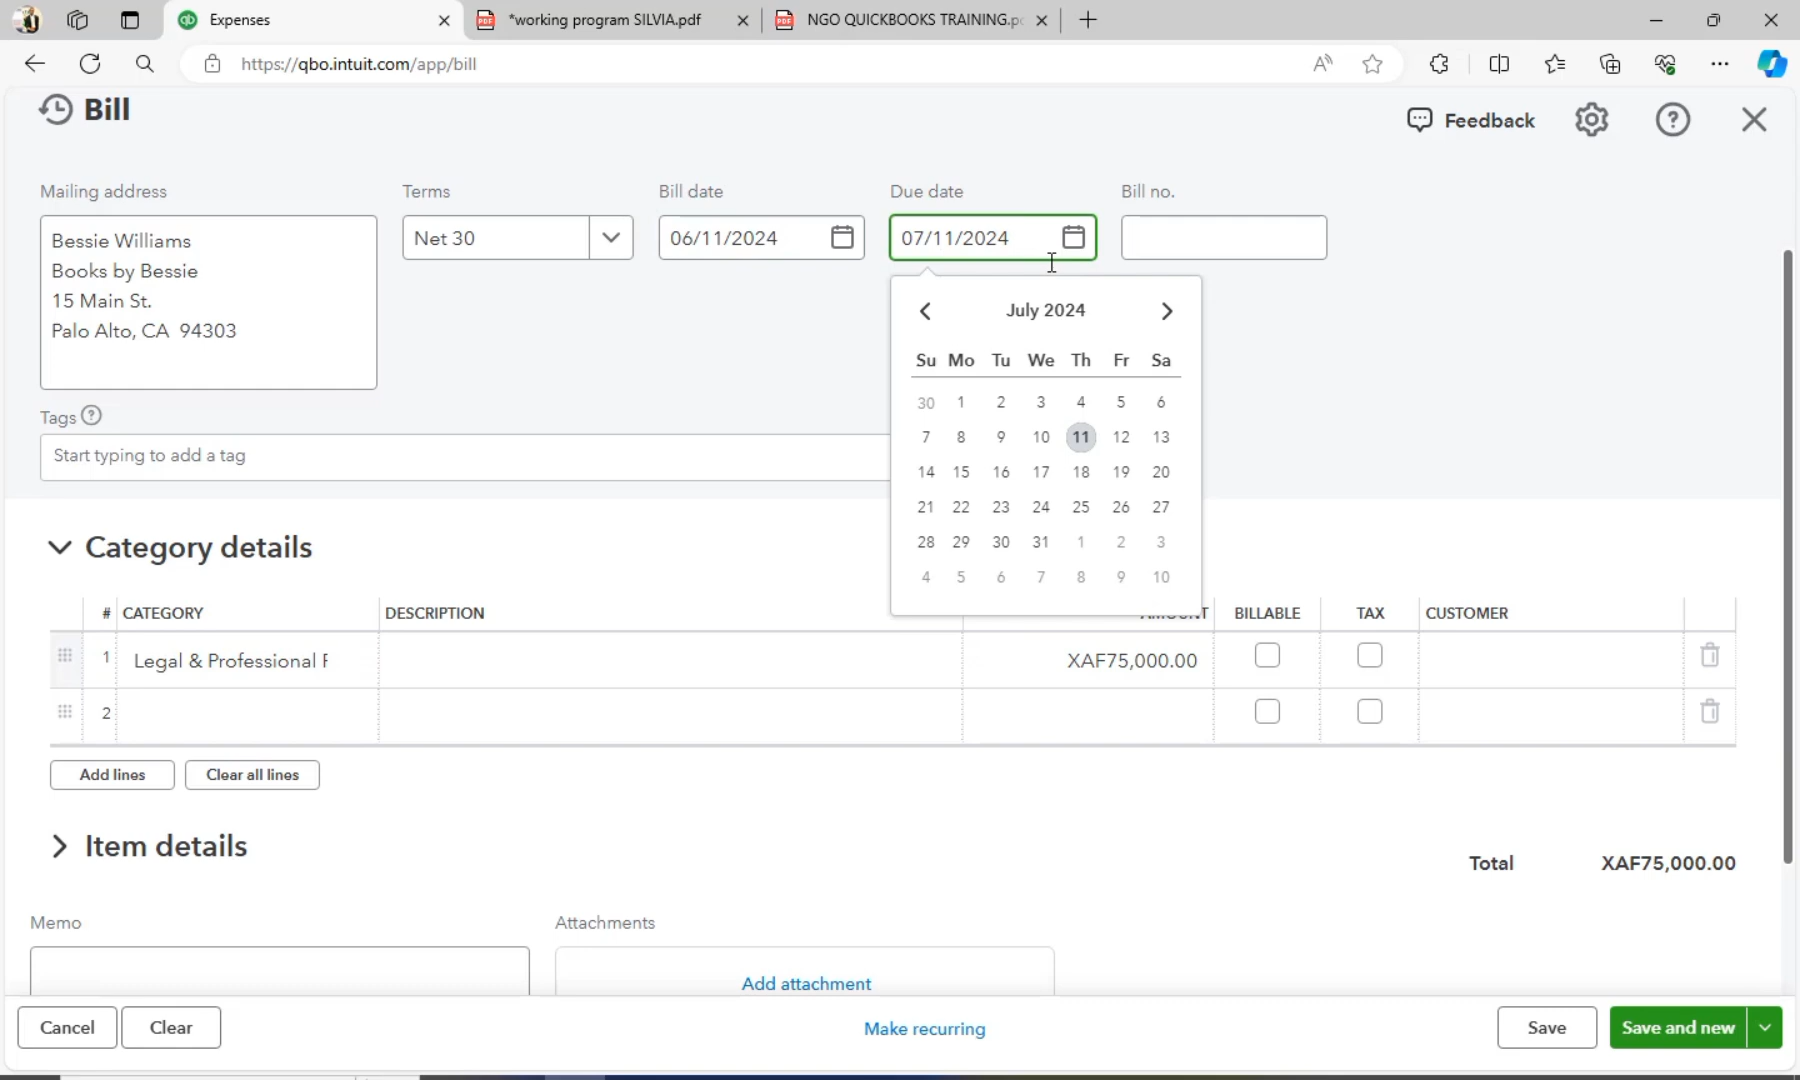 Expenses
*working program SILVIA.pdf
NGO QUICKBOOKS TRAINING.pc
https://qbo.intuit.com/app/bill
Bill
Feedback
Mailing address
Terms
Bill date
Due date
Bill no.
Bessie Williams
Books by Bessie
15 Main St.
Palo Alto, CA 94303
Net 30
06/11/2024
07/11/2024
July 2024
Su Mo Tu We Th Fr Sa
30 1 2 3 4 5 6
7 8 9 10 11 12 13
14 15 16 17 18 19 20
21 22 23 24 25 26 27
28 29 30 31 1 2 3
4 5 6 7 8 9 10
Tags
Start typing to add a tag
Category details
# CATEGORY DESCRIPTION AMOUNT BILLABLE TAX CUSTOMER
1 Legal & Professional F XAF75,000.00
2
Add lines Clear all lines
Item details
Total XAF75,000.00
Memo
Attachments
Add attachment
Cancel Clear Make recurring Save Save and new